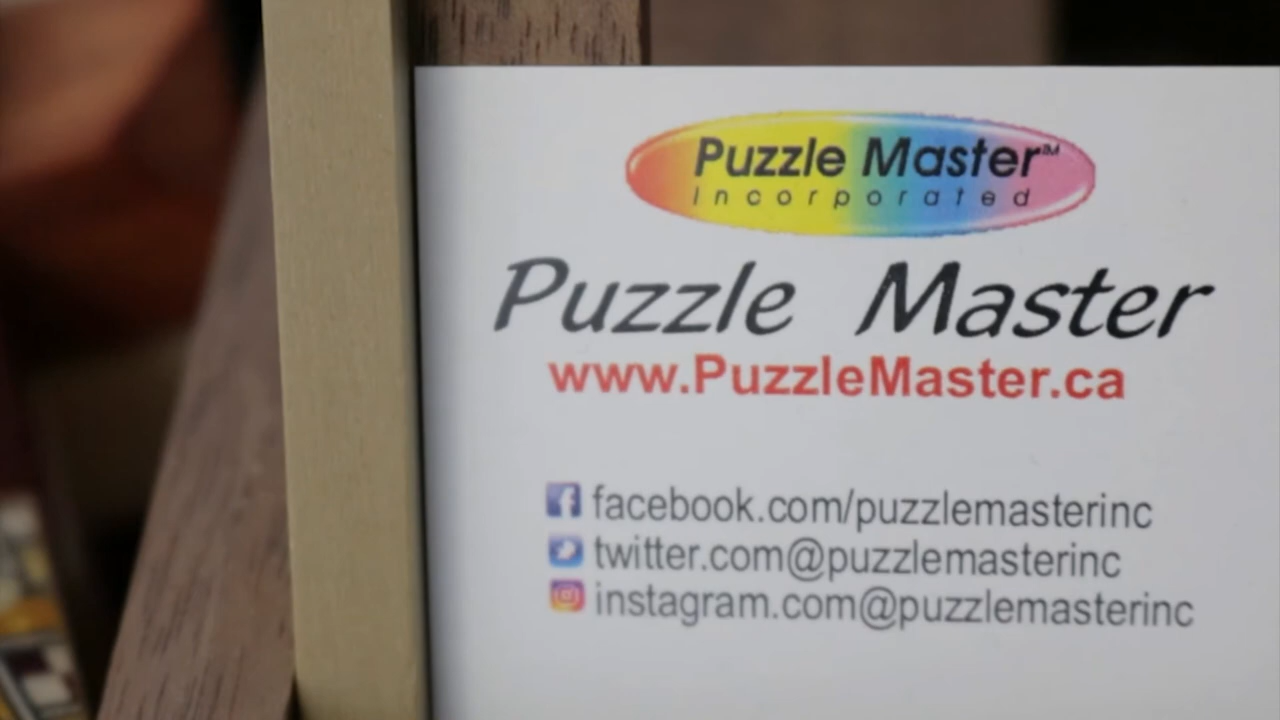 Puzzle Master™
Incorporated
Puzzle Master
www.PuzzleMaster.ca
facebook.com/puzzlemasterinc
twitter.com@puzzlemasterinc
instagram.com@puzzlemasterinc